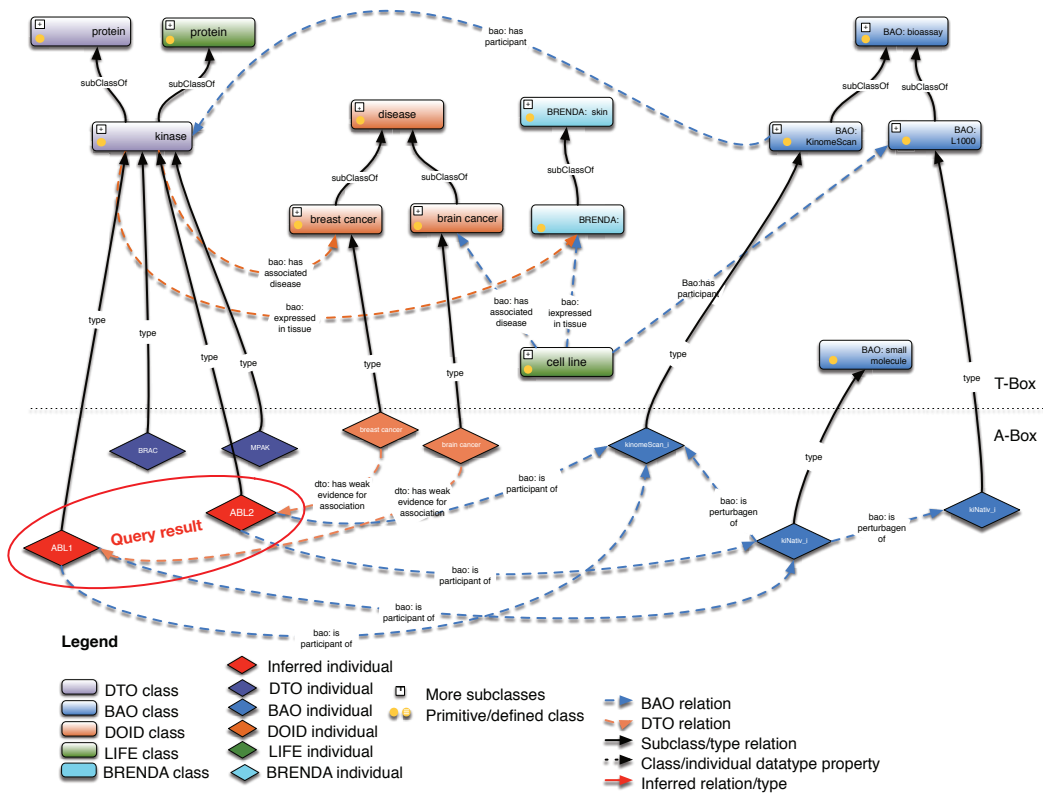 protein
protein
BAO: bioassay
bao: has
participant
subClassOf
subClassOf
subClassOf
subClassOf
kinase
disease
BRENDA: skin
BAO:
KinomeScan
BAO:
L1000
subClassOf
subClassOf
subClassOf
breast cancer
brain cancer
BRENDA:
bao: has
associated
disease
bao:
expressed
in tissue
bao: has
associated
disease
bao:
iexpressed
in tissue
Bao:has
participant
type
type
type
type
type
type
type
type
type
cell line
BAO: small
molecule
T-Box
A-Box
BRAC
MPAK
breast cancer
brain cancer
kinomeScan_i
dto: has weak
evidence for
association
dto: has weak
evidence for
association
bao: is
participant of
bao: is
perturbagen
of
bao: is
perturbagen
of
ABL2
Query result
ABL1
kiNativ_i
kiNativ_i
bao: is
participant of
bao: is
participant of
bao: is
participant of
Legend
DTO class
BAO class
DOID class
LIFE class
BRENDA class
Inferred individual
DTO individual
BAO individual
DOID individual
LIFE individual
BRENDA individual
More subclasses
Primitive/defined class
BAO relation
DTO relation
Subclass/type relation
Class/individual datatype property
Inferred relation/type